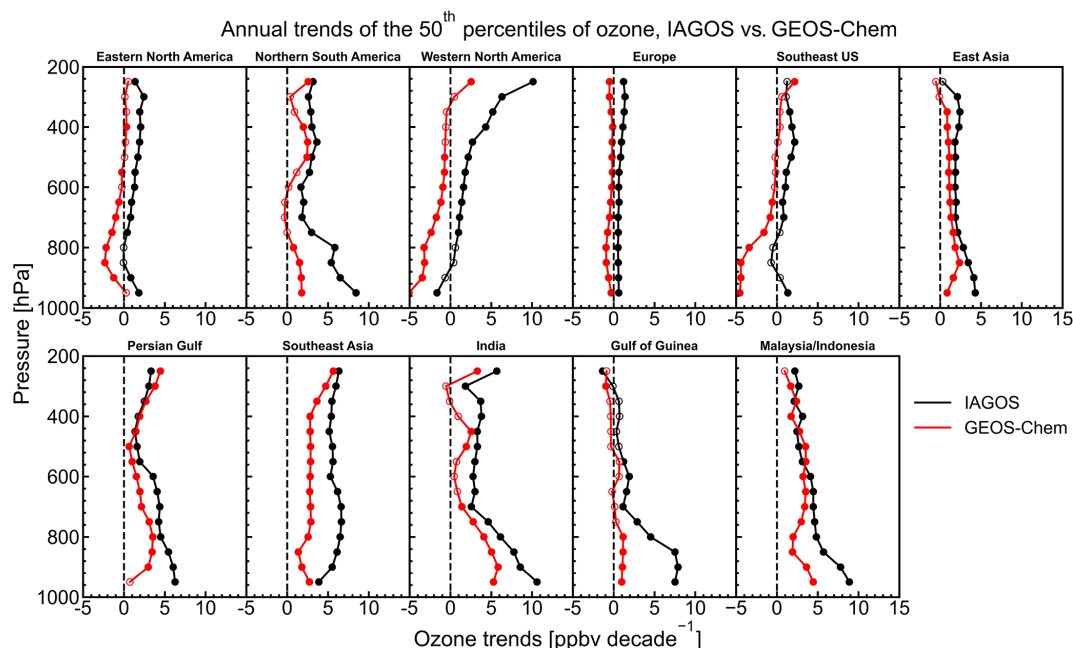 Annual trends of the 50th percentiles of ozone, IAGOS vs. GEOS-Chem
Eastern North America
Northern South America
Western North America
Europe
Southeast US
East Asia
200
400
600
800
1000
-5 0 5 10
-5 0 5 10
-5 0 5 10
-5 0 5 10
-5 0 5 10
-5 0 5 10 15
Pressure [hPa]
Persian Gulf
Southeast Asia
India
Gulf of Guinea
Malaysia/Indonesia
200
400
600
800
1000
-5 0 5 10
-5 0 5 10
-5 0 5 10
-5 0 5 10
-5 0 5 10 15
IAGOS
GEOS-Chem
Ozone trends [ppbv decade−1]